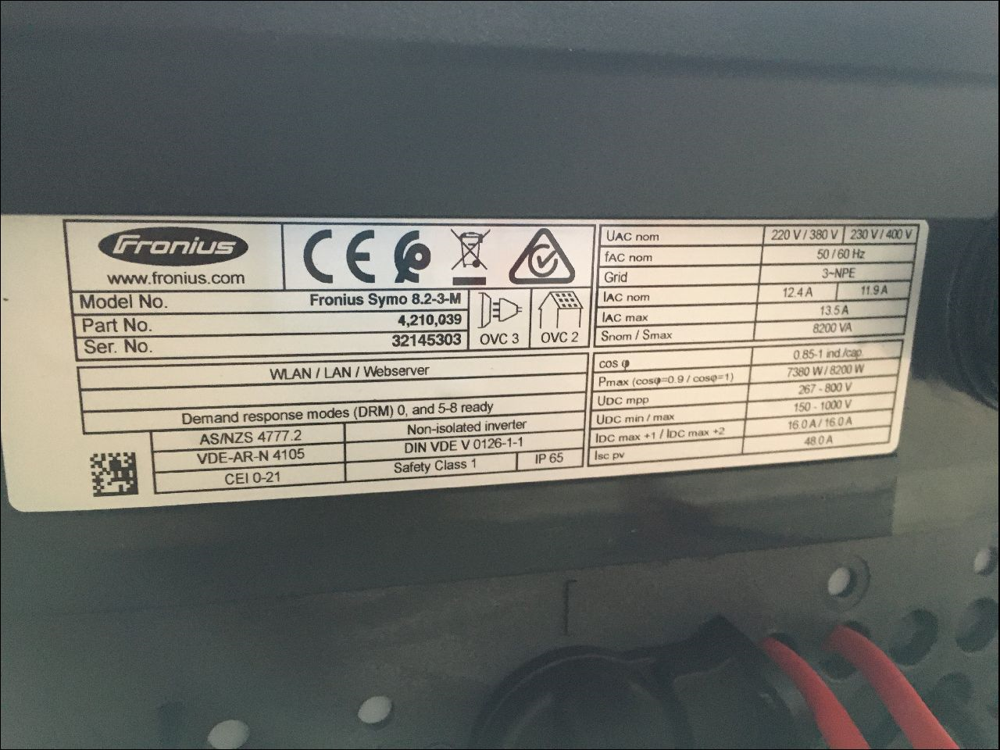 Fronius
www.fronius.com
CE
Model No. Fronius Symo 8.2-3-M
Part No. 4,210,039
Ser. No. 32145303
OVC 3 OVC 2
WLAN / LAN / Webserver
Demand response modes (DRM) 0, and 5-8 ready
AS/NZS 4777.2 Non-isolated inverter
VDE-AR-N 4105 DIN VDE V 0126-1-1
CEI 0-21 Safety Class 1 IP 65
UAC nom 220 V / 380 V 230 V / 400 V
fAC nom 50 / 60 Hz
Grid 3~NPE
IAC nom 12.4 A 11.9 A
IAC max 13.5 A
Snom / Smax 8200 VA
cos φ 0.85-1 ind./cap.
Pmax (cosφ=0.9 / cosφ=1) 7380 W / 8200 W
UDC mpp 267 - 800 V
UDC min / max 150 - 1000 V
IDC max +1 / IDC max +2 16.0 A / 16.0 A
Isc pv 48.0 A